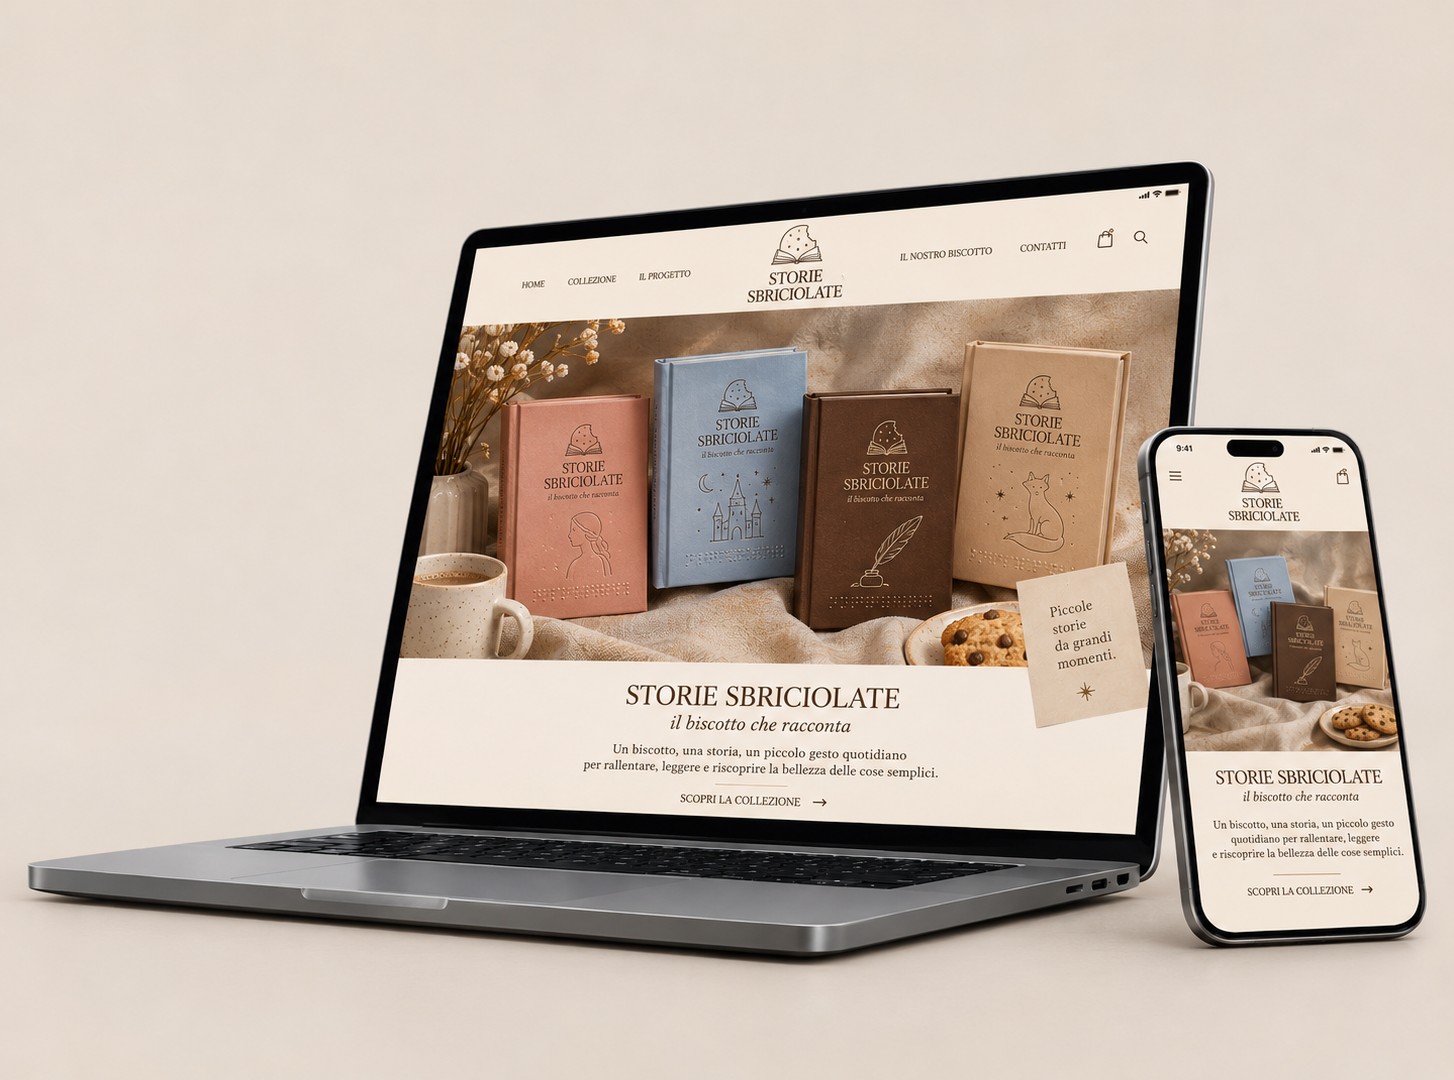 HOME
COLLEZIONE
IL PROGETTO
STORIE
SBRICIOLATE
IL NOSTRO BISCOTTO
CONTATTI
STORIE
SBRICIOLATE
il biscotto che racconta
STORIE
SBRICIOLATE
il biscotto che racconta
STORIE
SBRICIOLATE
il biscotto che racconta
STORIE
SBRICIOLATE
il biscotto che racconta
Piccole
storie
da grandi
momenti.
STORIE SBRICIOLATE
il biscotto che racconta
Un biscotto, una storia, un piccolo gesto quotidiano
per rallentare, leggere e riscoprire la bellezza delle cose semplici.
SCOPRI LA COLLEZIONE →
9:41
STORIE
SBRICIOLATE
STORIE SBRICIOLATE
il biscotto che racconta
Un biscotto, una storia, un piccolo gesto
quotidiano per rallentare, leggere
e riscoprire la bellezza delle cose semplici.
SCOPRI LA COLLEZIONE →